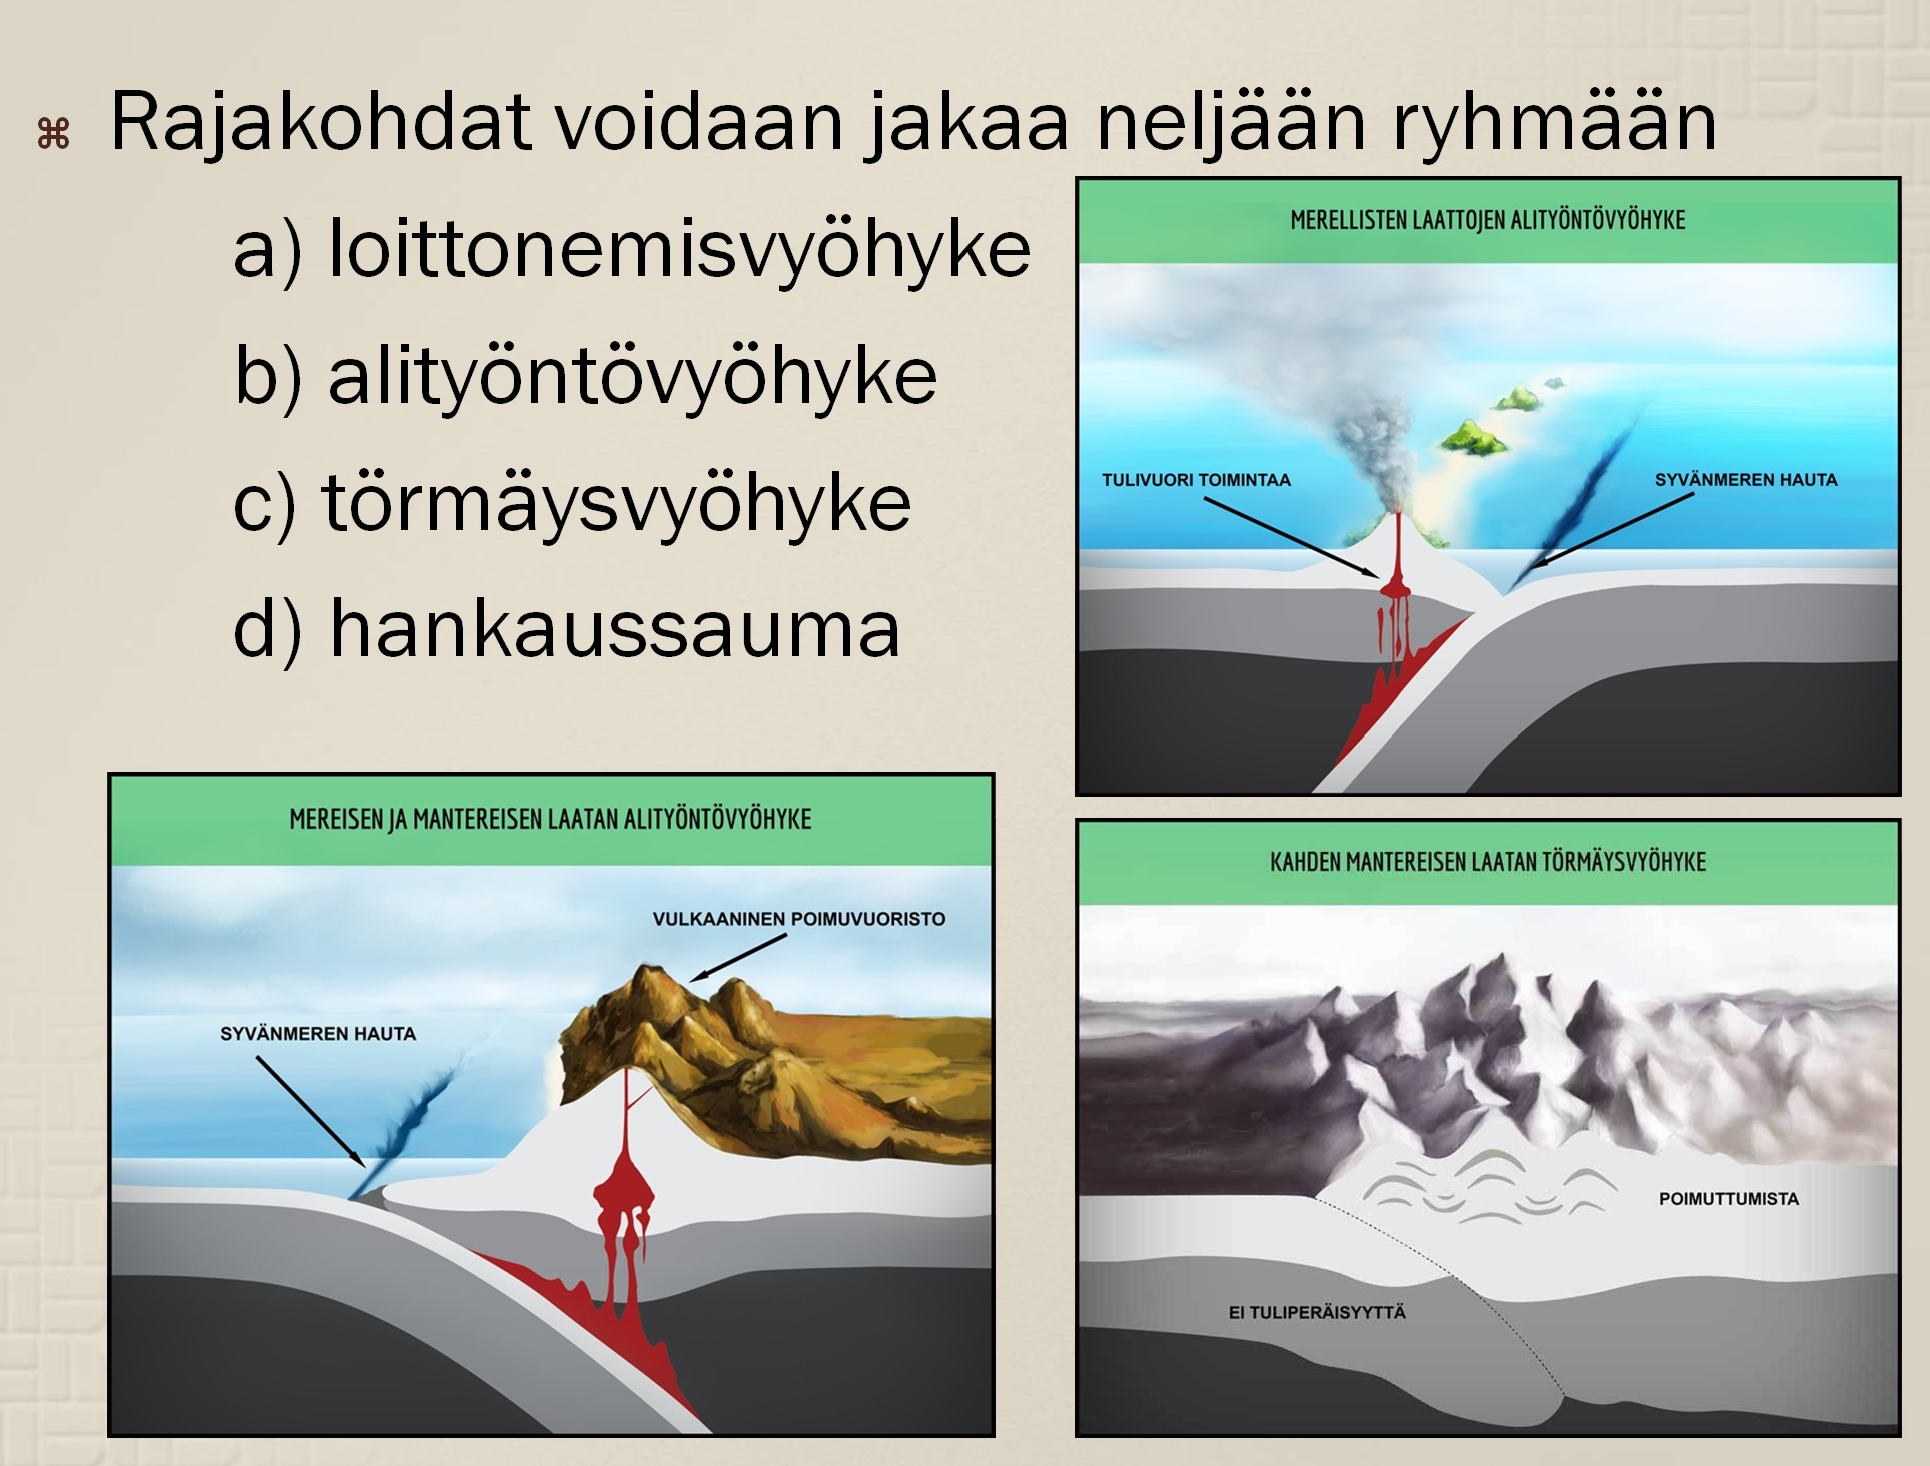 ⌘ Rajakohdat voidaan jakaa neljään ryhmään
a) loittonemisvyöhyke
b) alityöntövyöhyke
c) törmäysvyöhyke
d) hankaussauma
MERELLISTEN LAATTOJEN ALITYÖNTÖVYÖHYKE
TULIVUORI TOIMINTAA
SYVÄNMEREN HAUTA
MEREISEN JA MANTEREISEN LAATAN ALITYÖNTÖVYÖHYKE
VULKAANINEN POIMUVUORISTO
SYVÄNMEREN HAUTA
KAHDEN MANTEREISEN LAATAN TÖRMÄYSVYÖHYKE
POIMUTTUMISTA
EI TULIPERÄISYYTTÄ